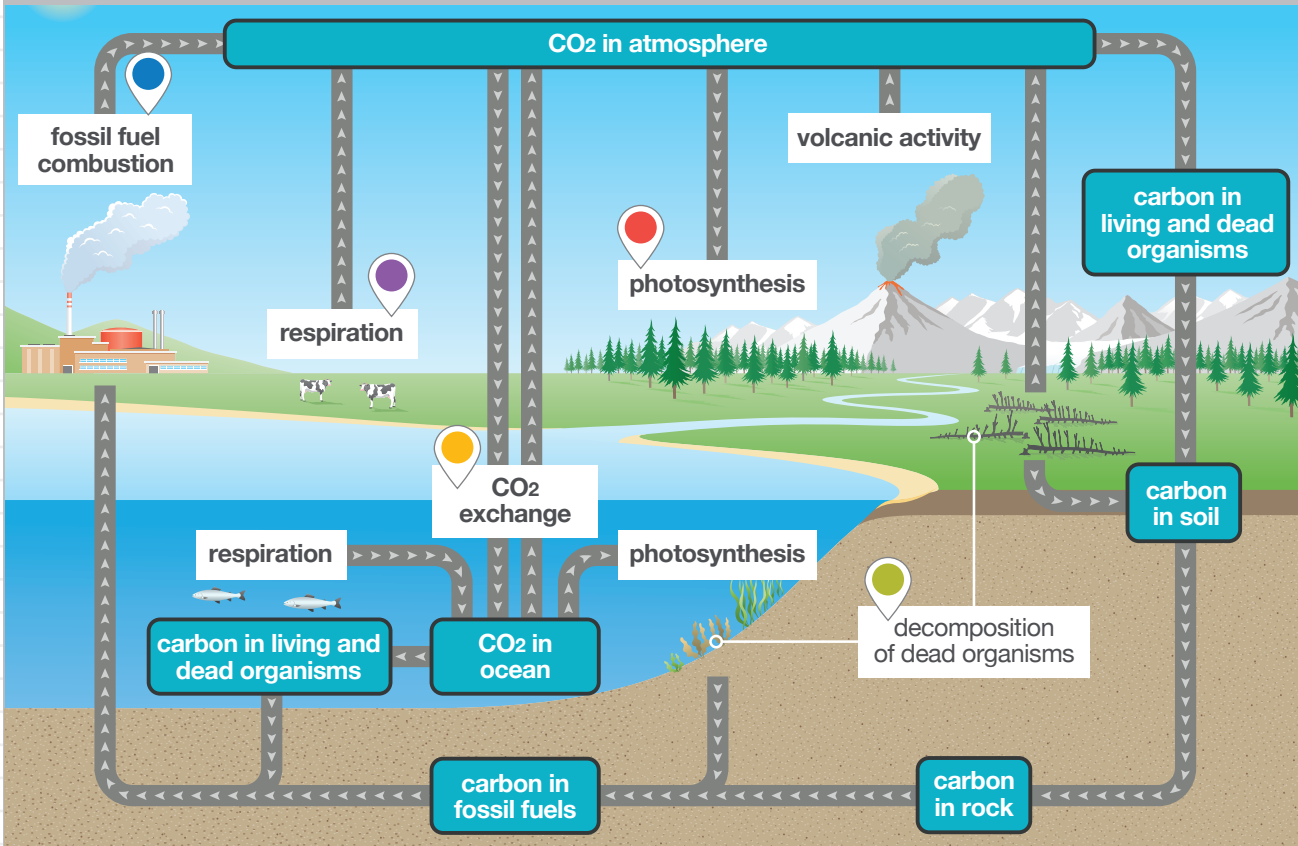 CO2 in atmosphere
fossil fuel
combustion
volcanic activity
carbon in
living and dead
organisms
photosynthesis
respiration
CO2
exchange
carbon
in soil
respiration
photosynthesis
decomposition
of dead organisms
carbon in living and
dead organisms
CO2 in
ocean
carbon in
fossil fuels
carbon
in rock